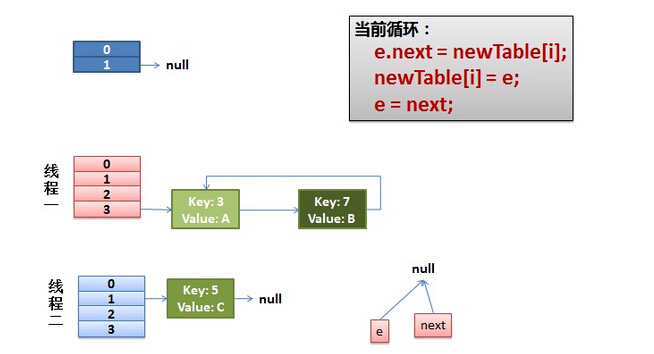 当前循环：
e.next = newTable[i];
newTable[i] = e;
e = next;
0
1
null
线程一
0
1
2
3
Key: 3
Value: A
Key: 7
Value: B
线程二
0
1
2
3
Key: 5
Value: C
null
null
e
next